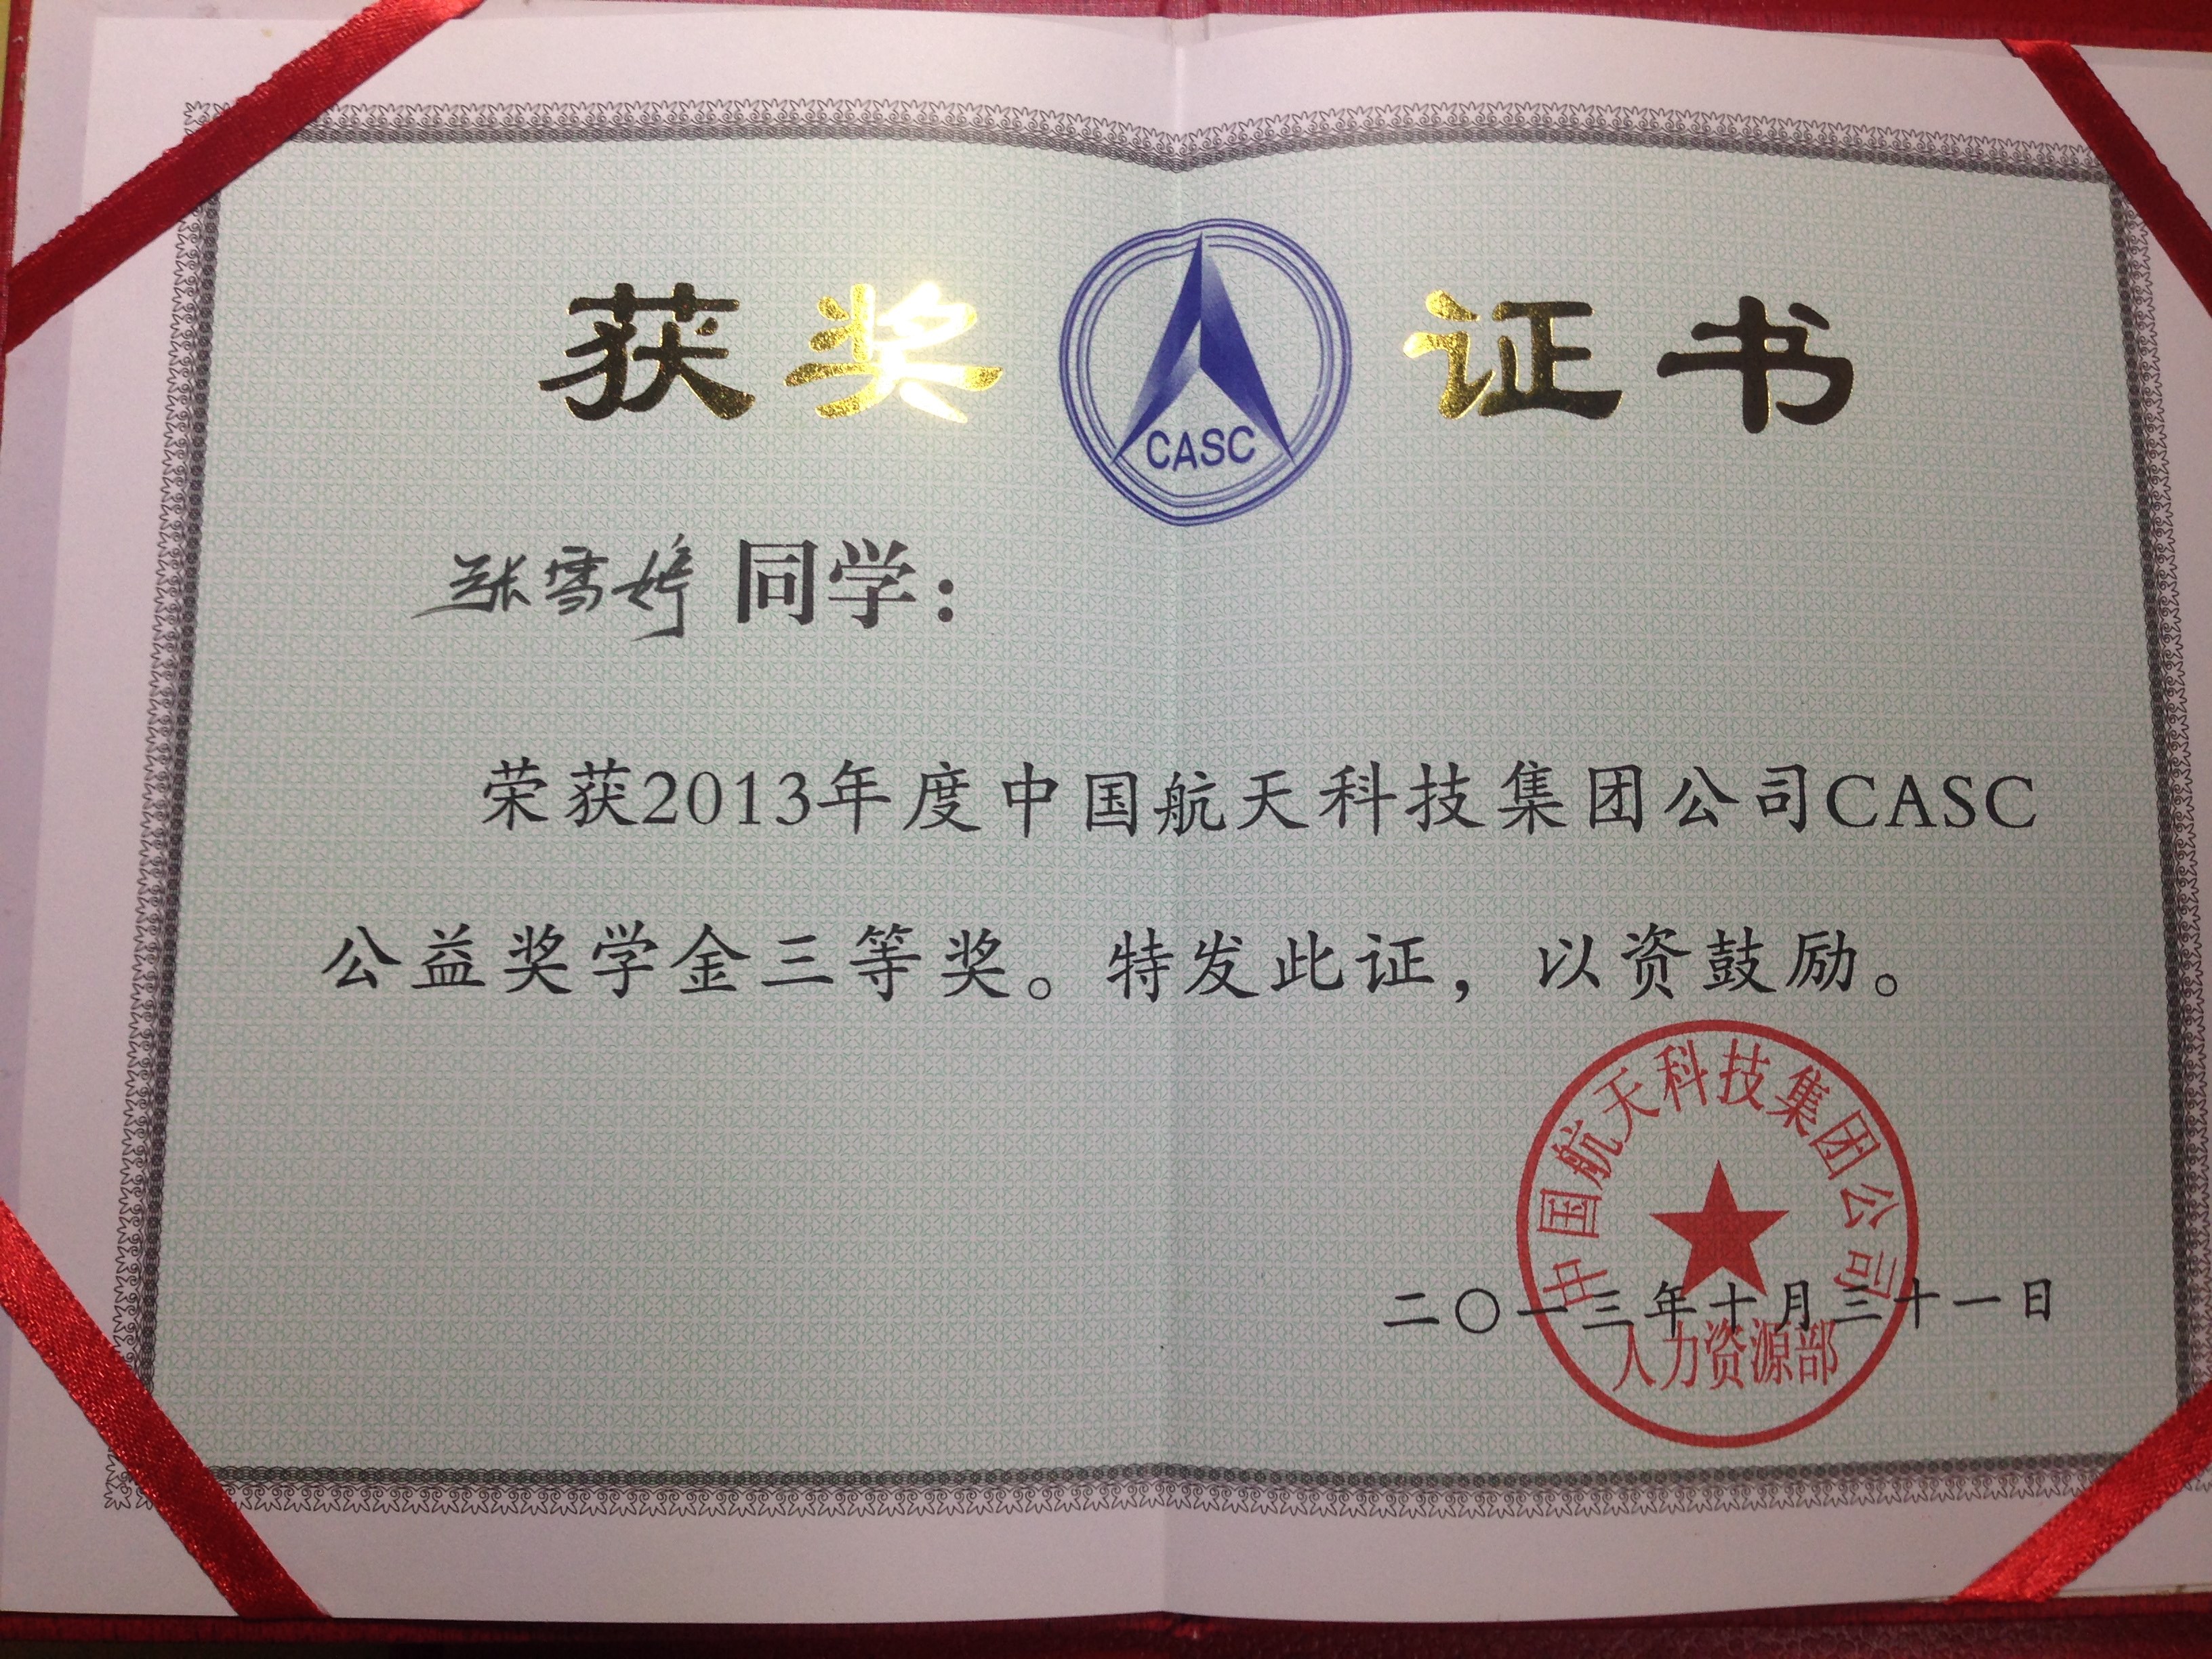 获奖 CASC 证书
张雪婷 同学：
荣获2013年度中国航天科技集团公司CASC
公益奖学金三等奖。特发此证，以资鼓励。
中国航天科技集团公司
二〇一三年十月三十一日
人力资源部